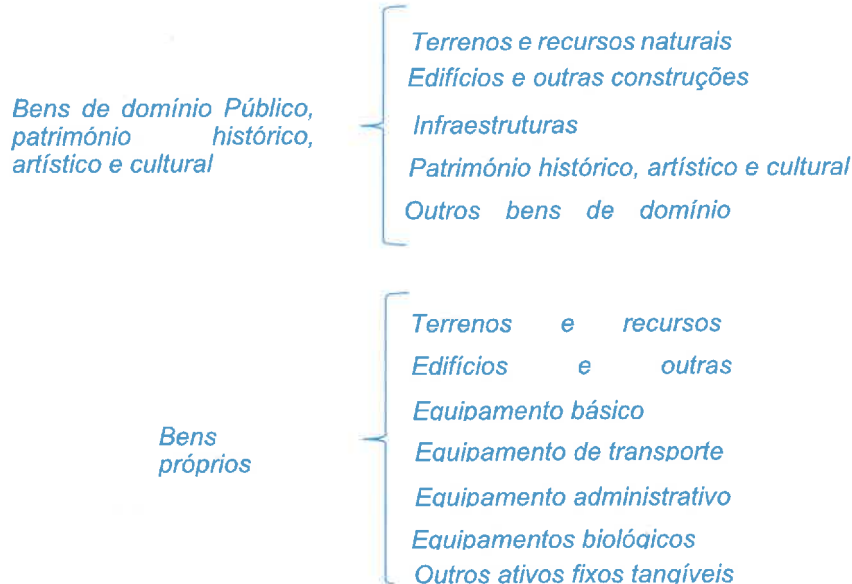 Bens de domínio Público,
património histórico,
artístico e cultural
Terrenos e recursos naturais
Edifícios e outras construções
Infraestruturas
Património histórico, artístico e cultural
Outros bens de domínio
Bens
próprios
Terrenos e recursos
Edifícios e outras
Equipamento básico
Equipamento de transporte
Equipamento administrativo
Equipamentos biológicos
Outros ativos fixos tangíveis